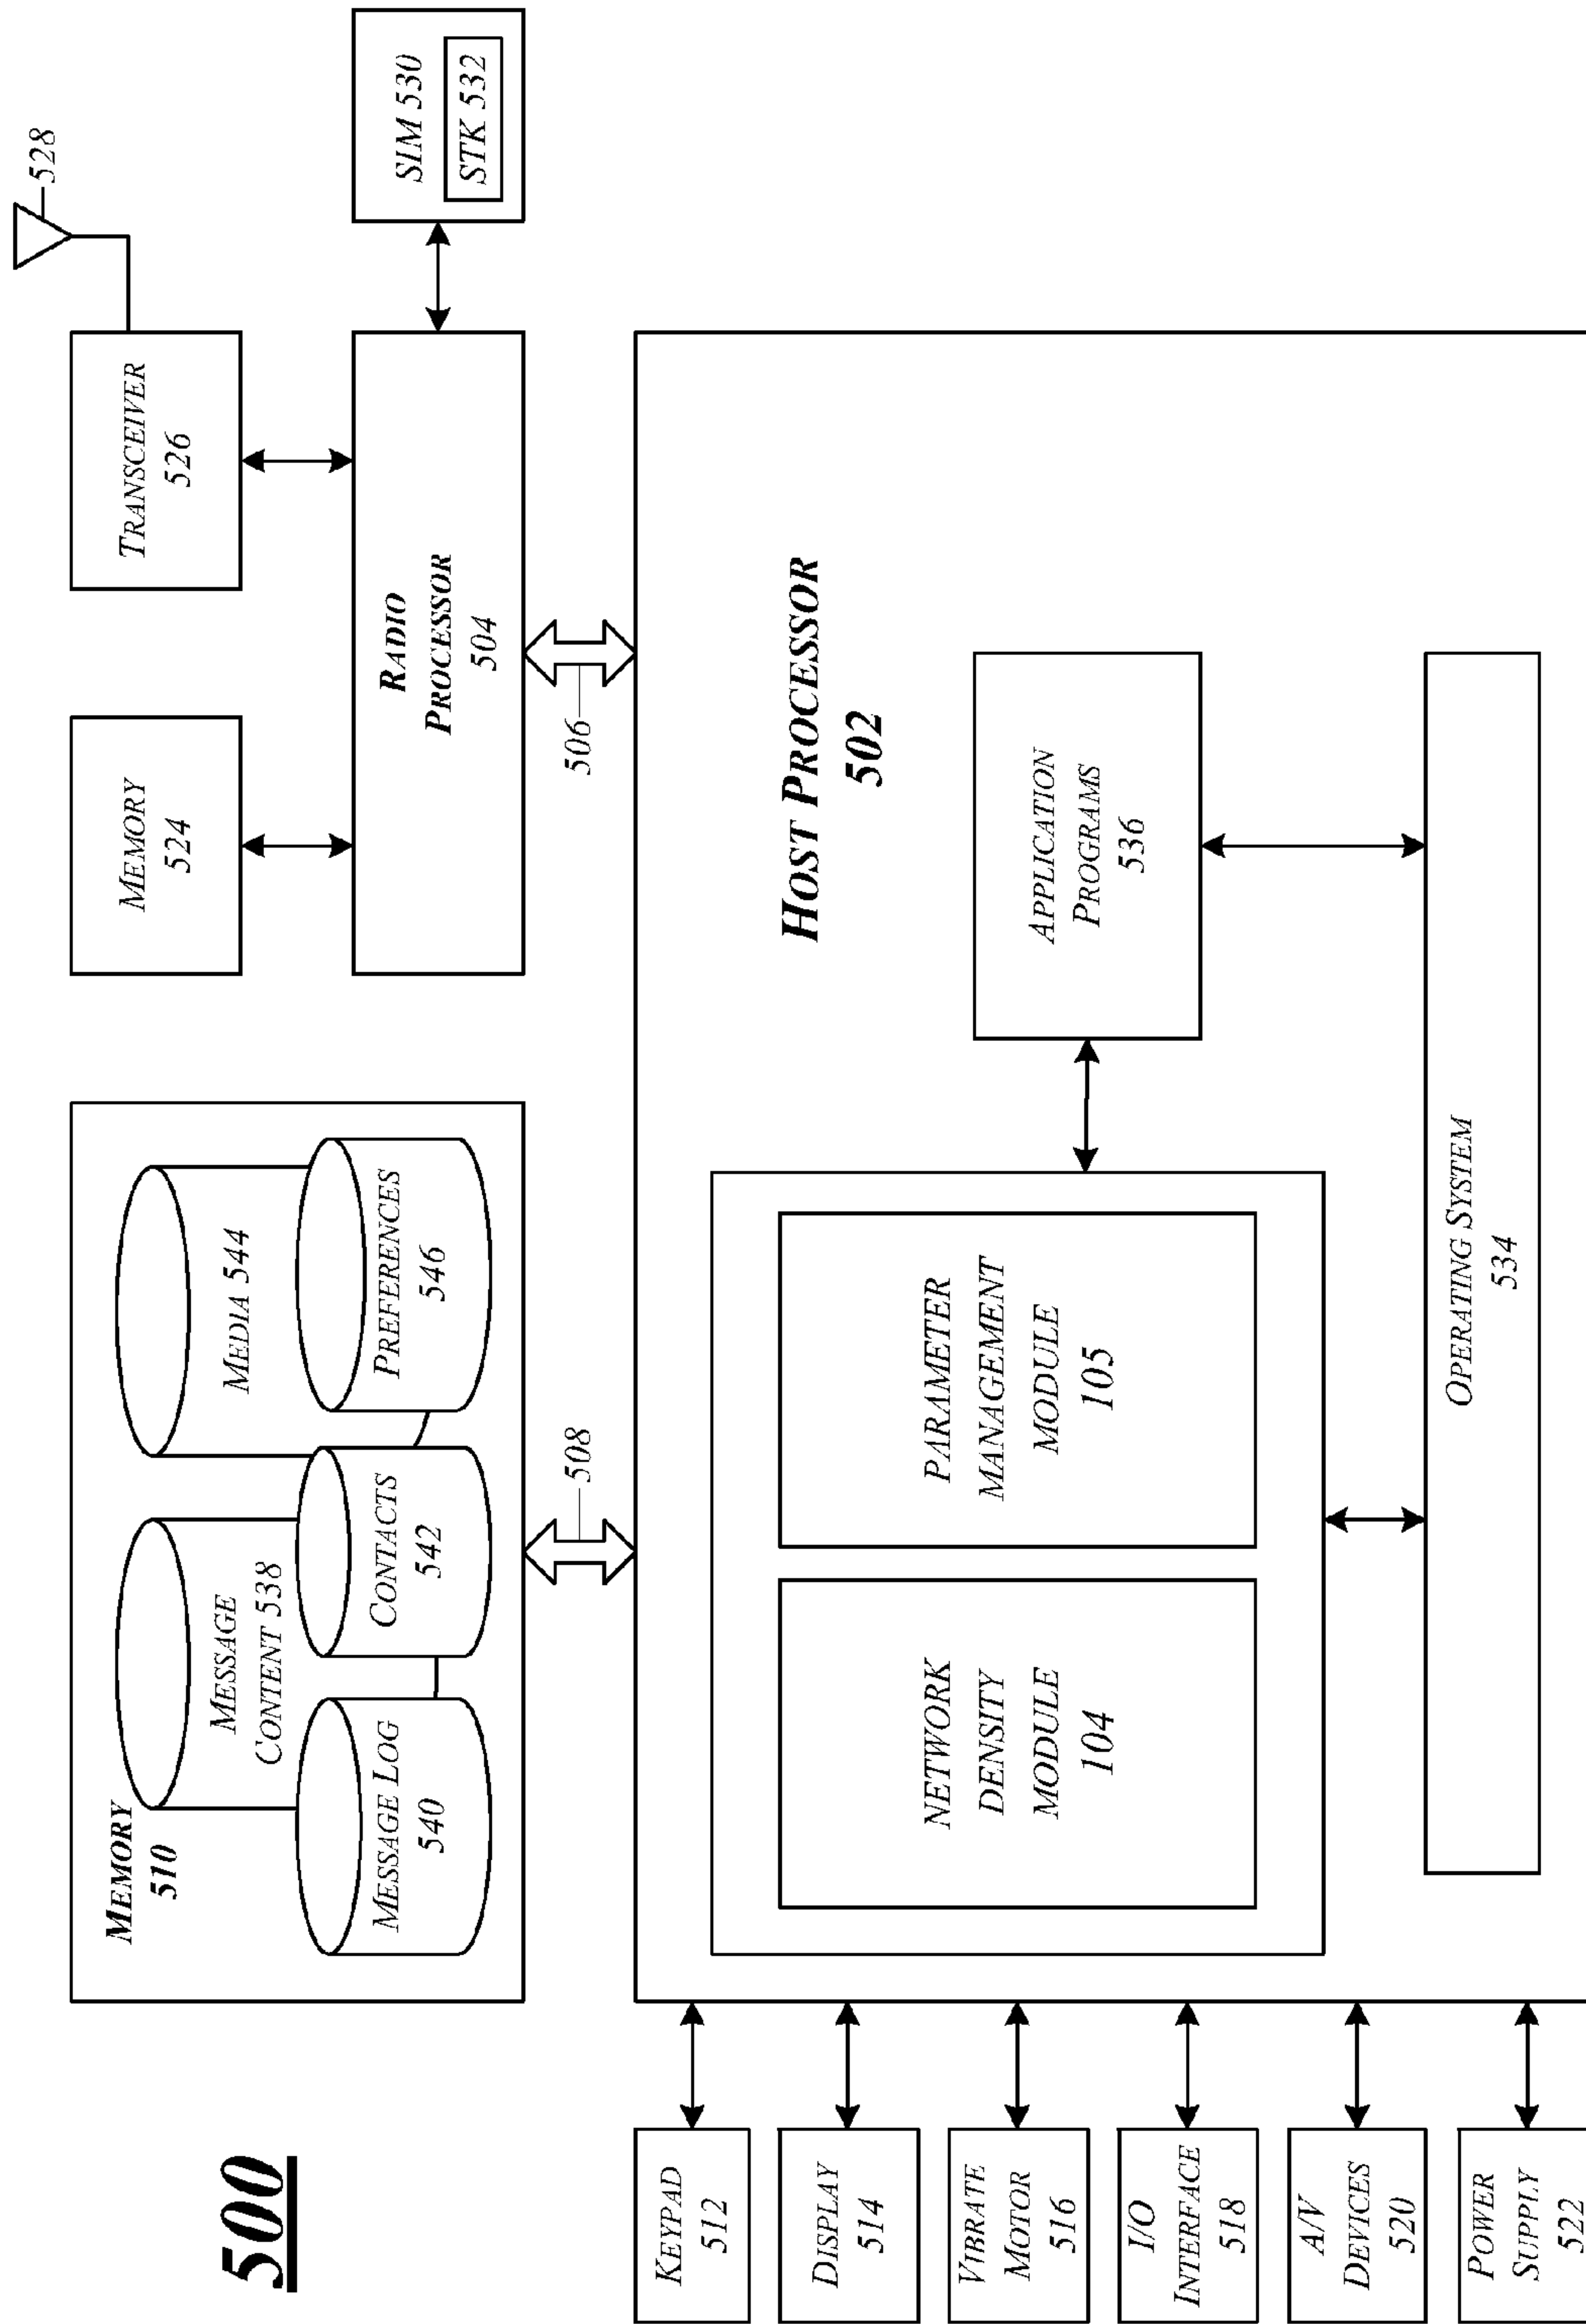 500
MEMORY
510
MESSAGE
CONTENT 538
MEDIA 544
MESSAGE LOG
540
CONTACTS
542
PREFERENCES
546
MEMORY
524
TRANSCEIVER
526
528
RADIO
PROCESSOR
504
SIM 530
STK 532
508
506
KEYPAD
512
DISPLAY
514
VIBRATE
MOTOR
516
I/O
INTERFACE
518
A/V
DEVICES
520
POWER
SUPPLY
522
HOST PROCESSOR
502
NETWORK
DENSITY
MODULE
104
PARAMETER
MANAGEMENT
MODULE
105
APPLICATION
PROGRAMS
536
OPERATING SYSTEM
534